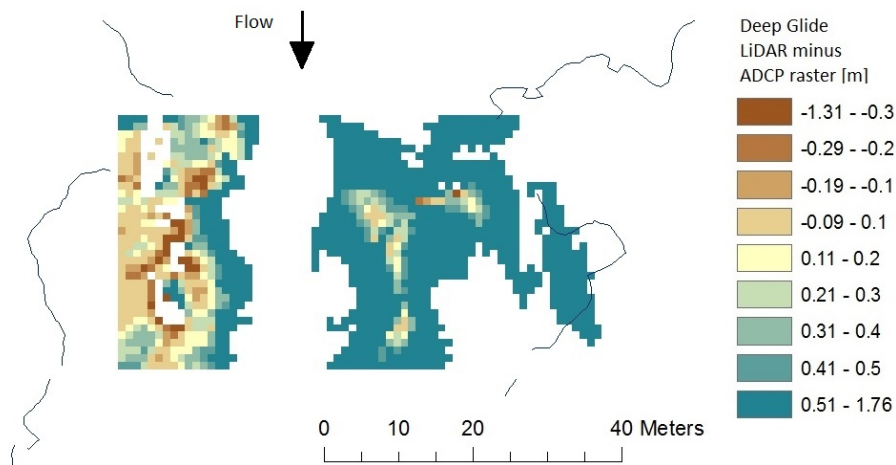 Flow
Deep Glide
LiDAR minus
ADCP raster [m]
-1.31 - -0.3
-0.29 - -0.2
-0.19 - -0.1
-0.09 - 0.1
0.11 - 0.2
0.21 - 0.3
0.31 - 0.4
0.41 - 0.5
0.51 - 1.76
0 10 20 40 Meters